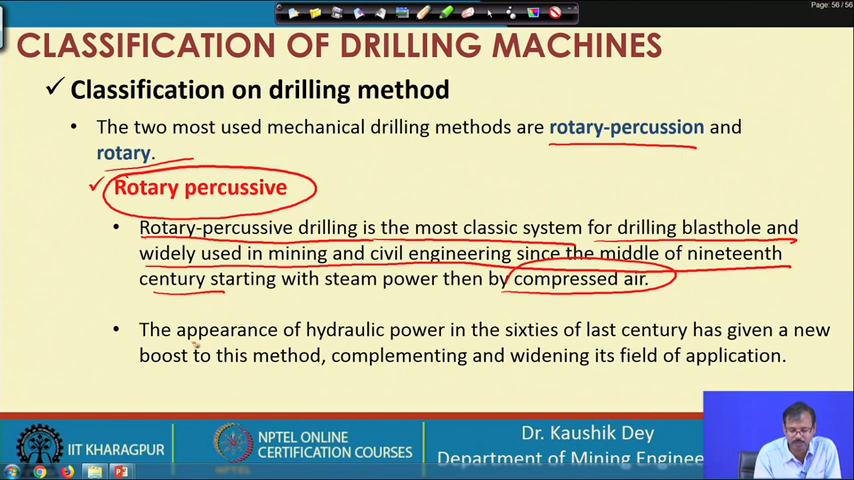 Page: 56 / 56
CLASSIFICATION OF DRILLING MACHINES
✓ Classification on drilling method
• The two most used mechanical drilling methods are rotary-percussion and
rotary.
✓ Rotary percussive
• Rotary-percussive drilling is the most classic system for drilling blasthole and
widely used in mining and civil engineering since the middle of nineteenth
century starting with steam power then by compressed air.
• The appearance of hydraulic power in the sixties of last century has given a new
boost to this method, complementing and widening its field of application.
IIT KHARAGPUR
NPTEL ONLINE
CERTIFICATION COURSES
Dr. Kaushik Dey
Department of Mining Enginee